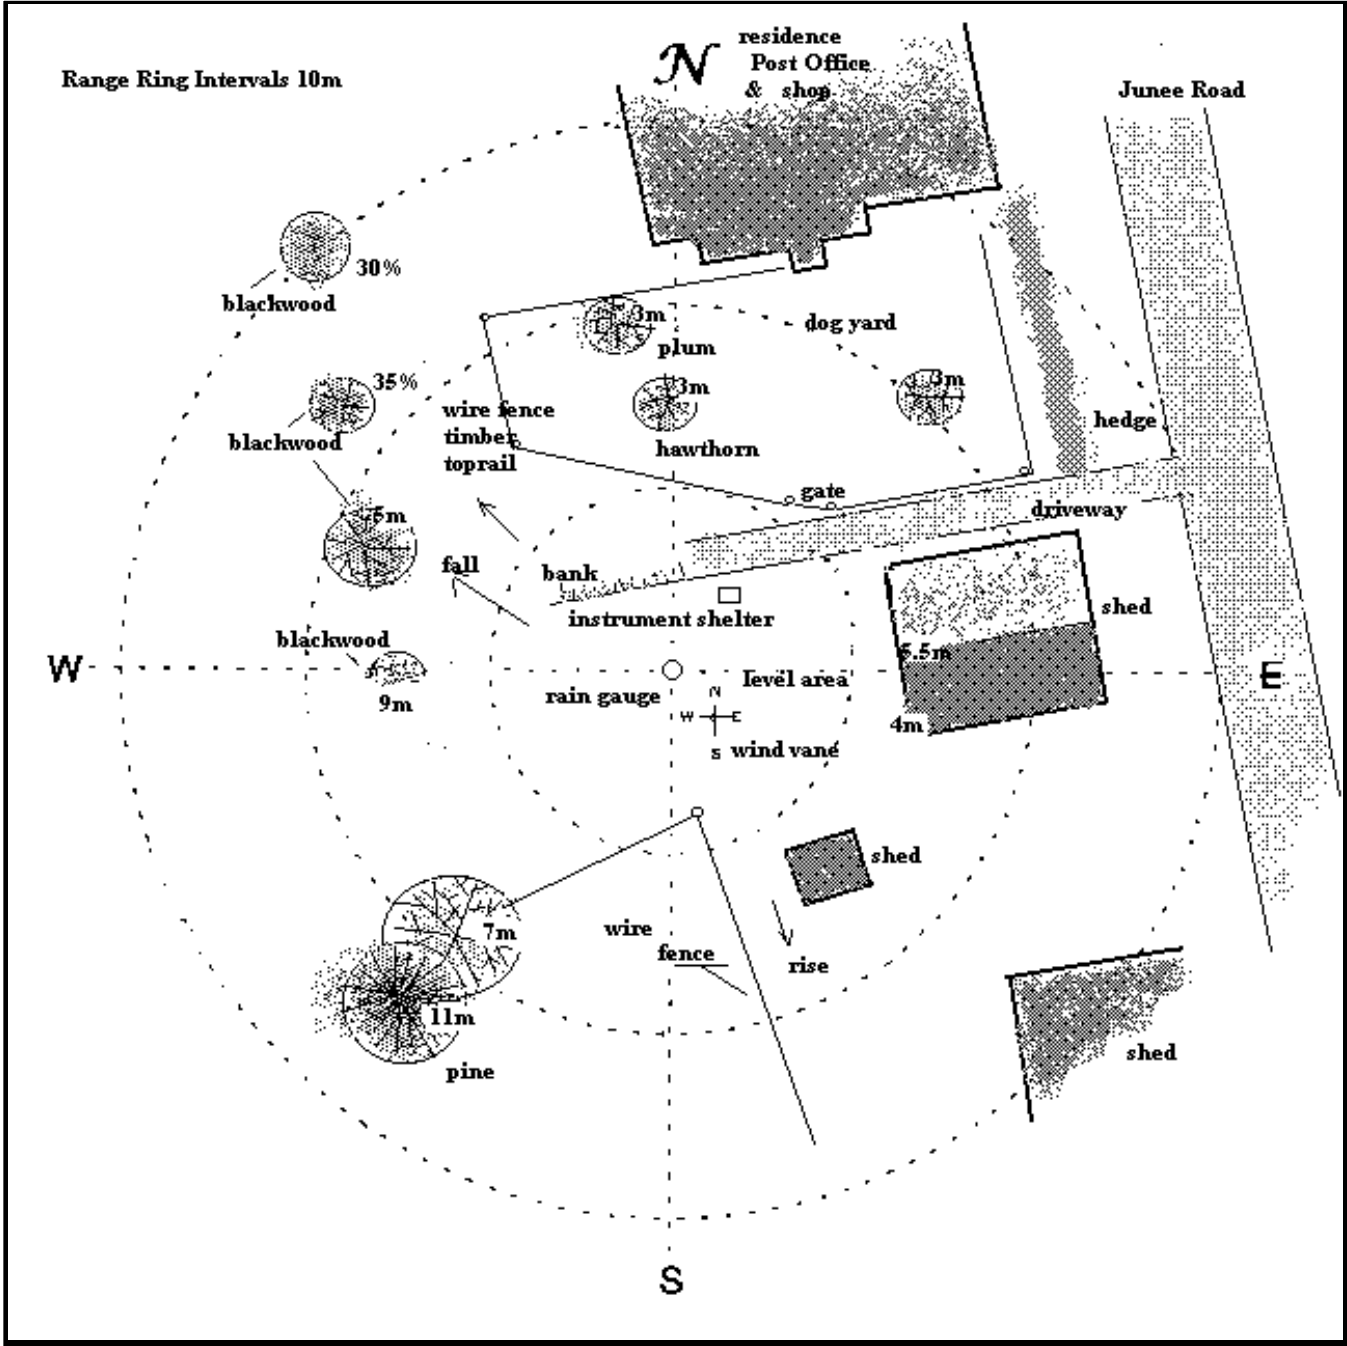 N
residence
Post Office
& shop
Range Ring Intervals 10m
Junee Road
30%
blackwood
3m
dog yard
plum
35%
3m
3m
wire fence
timber
toprail
hedge
blackwood
hawthorn
gate
driveway
5m
fall
bank
instrument shelter
shed
blackwood
5.5m
W
E
level area
rain gauge
9m
N
W E
S
4m
wind vane
shed
7m
wire
fence
rise
11m
pine
shed
S